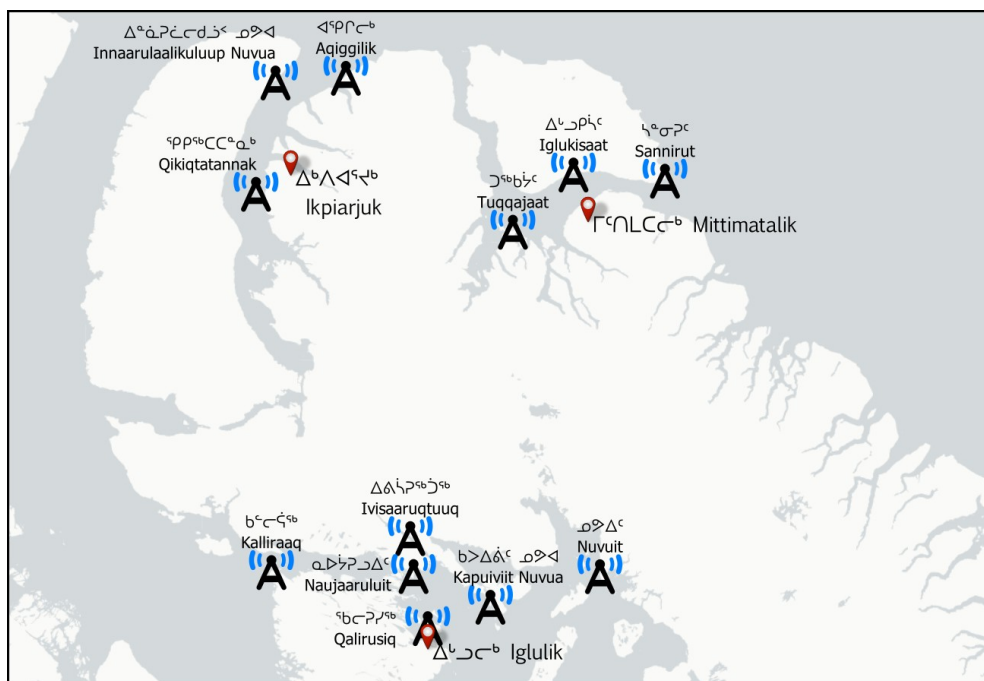 ᐃᓐᓈᕈᓛᓕᑯᓘᑉ ᓄᕗᐊ
Innaarulaalikuluup Nuvua
ᐊᕿᒋᓕᒃ
Aqiggilik
ᕿᑭᖅᑕᑕᓐᓇᒃ
Qikiqtatannak
ᐃᒃᐱᐊᕐᔪᒃ
Ikpiarjuk
ᐃᒡᓗᑭᓵᑦ
Iglukisaat
ᓴᓐᓂᕈᑦ
Sannirut
ᑐᖅᑲᔮᑦ
Tuqqajaat
ᒥᑦᑎᒪᑕᓕᒃ Mittimatalik
ᐃᕕᓵᕈᖅᑑᖅ
Ivisaaruqtuuq
ᑲᓪᓕᕌᖅ
Kalliraaq
ᓇᐅᔮᕈᓗᐃᑦ
Naujaaruluit
ᑲᐳᐃᕖᑦ ᓄᕗᐊ
Kapuiviit Nuvua
ᓄᕗᐃᑦ
Nuvuit
ᖃᓕᕈᓯᖅ
Qalirusiq
ᐃᒡᓗᓕᒃ Iglulik